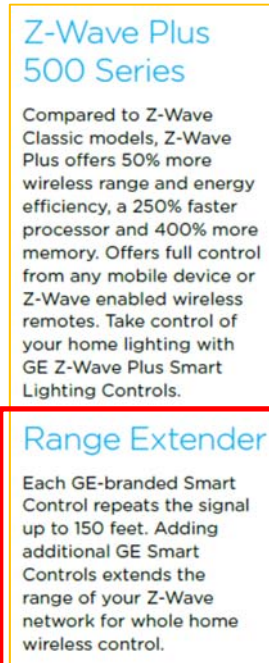 Z-Wave Plus
500 Series
Compared to Z-Wave
Classic models, Z-Wave
Plus offers 50% more
wireless range and energy
efficiency, a 250% faster
processor and 400% more
memory. Offers full control
from any mobile device or
Z-Wave enabled wireless
remotes. Take control of
your home lighting with
GE Z-Wave Plus Smart
Lighting Controls.
Range Extender
Each GE-branded Smart
Control repeats the signal
up to 150 feet. Adding
additional GE Smart
Controls extends the
range of your Z-Wave
network for whole home
wireless control.